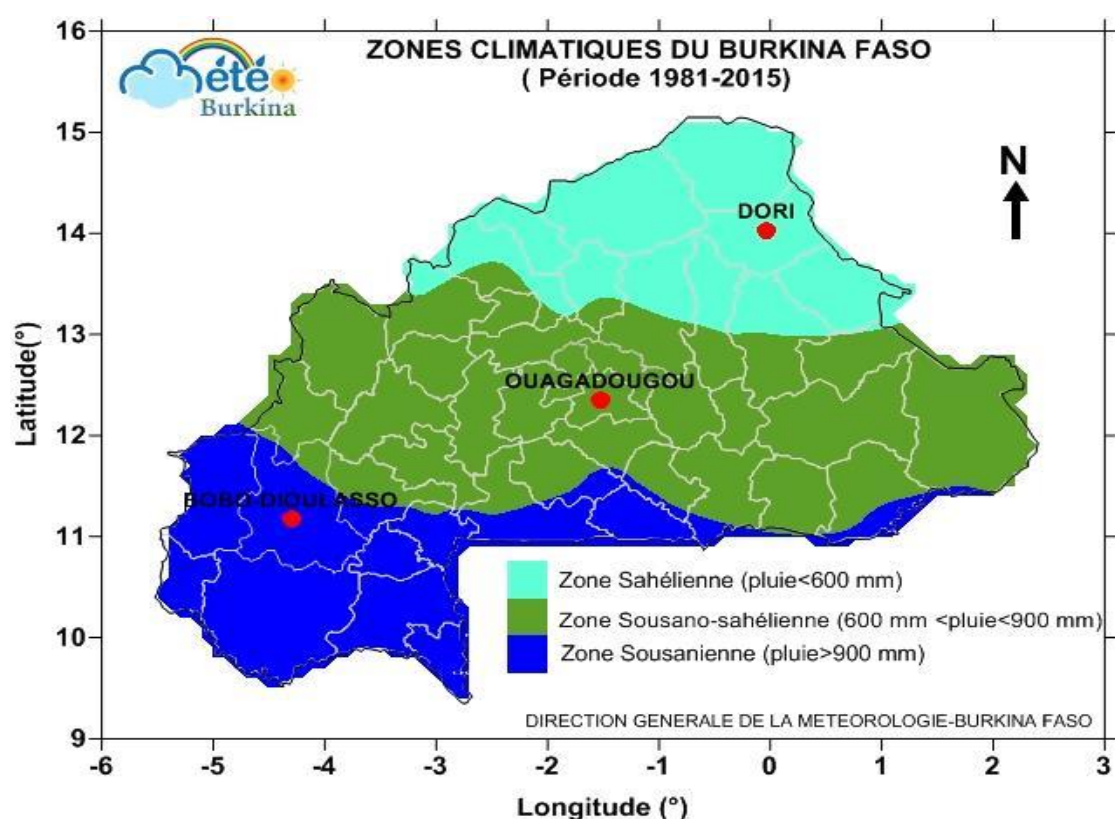 ZONES CLIMATIQUES DU BURKINA FASO
( Période 1981-2015)
été
Burkina
N
DORI
OUAGADOUGOU
BOBO-DIOULASSO
Zone Sahélienne (pluie<600 mm)
Zone Sousano-sahélienne (600 mm <pluie<900 mm)
Zone Sousanienne (pluie>900 mm)
DIRECTION GENERALE DE LA METEOROLOGIE-BURKINA FASO
Latitude(°)
16
15
14
13
12
11
10
9
-6 -5 -4 -3 -2 -1 0 1 2 3
Longitude (°)